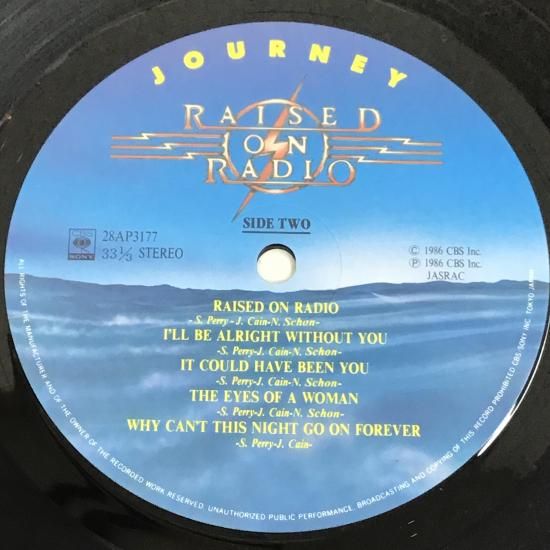 JOURNEY
RAISED
ON
RADIO
SIDE TWO
CBS
SONY
28AP3177
33 1/3 STEREO
© 1986 CBS Inc.
Ⓟ 1986 CBS Inc.
JASRAC
RAISED ON RADIO
-S. Perry-J. Cain-N. Schon-
I'LL BE ALRIGHT WITHOUT YOU
-S. Perry-J. Cain-N. Schon-
IT COULD HAVE BEEN YOU
-S. Perry-J. Cain-N. Schon-
THE EYES OF A WOMAN
-S. Perry-J. Cain-N. Schon-
WHY CAN'T THIS NIGHT GO ON FOREVER
-S. Perry-J. Cain-
ALL RIGHTS OF THE MANUFACTURER AND OF THE OWNER OF THE RECORDED WORK RESERVED. UNAUTHORIZED PUBLIC PERFORMANCE, BROADCASTING AND COPYING OF THIS RECORD PROHIBITED CBS/SONY INC. TOKYO JAPAN